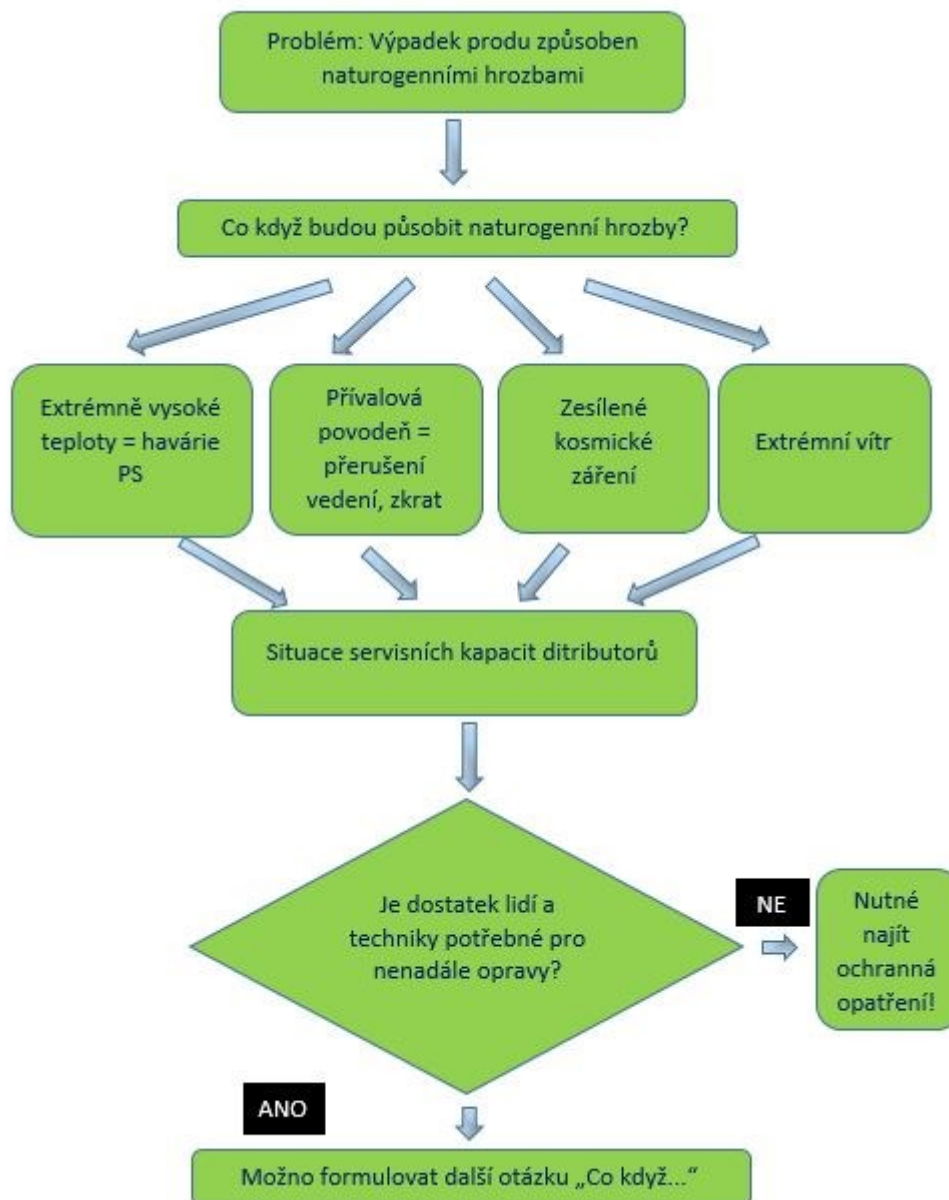 Problém: Výpadek produ způsoben
naturogenními hrozbami
Co když budou působit naturogenní hrozby?
Extrémně vysoké
teploty = havárie
PS
Přívalová
povodeň =
přerušení
vedení, zkrat
Zesílené
kosmické
záření
Extrémní vítr
Situace servisních kapacit ditributorů
Je dostatek lidí a
techniky potřebné pro
nenadále opravy?
NE
Nutné
najít
ochranná
opatření!
ANO
Možno formulovat další otázku „Co když...“